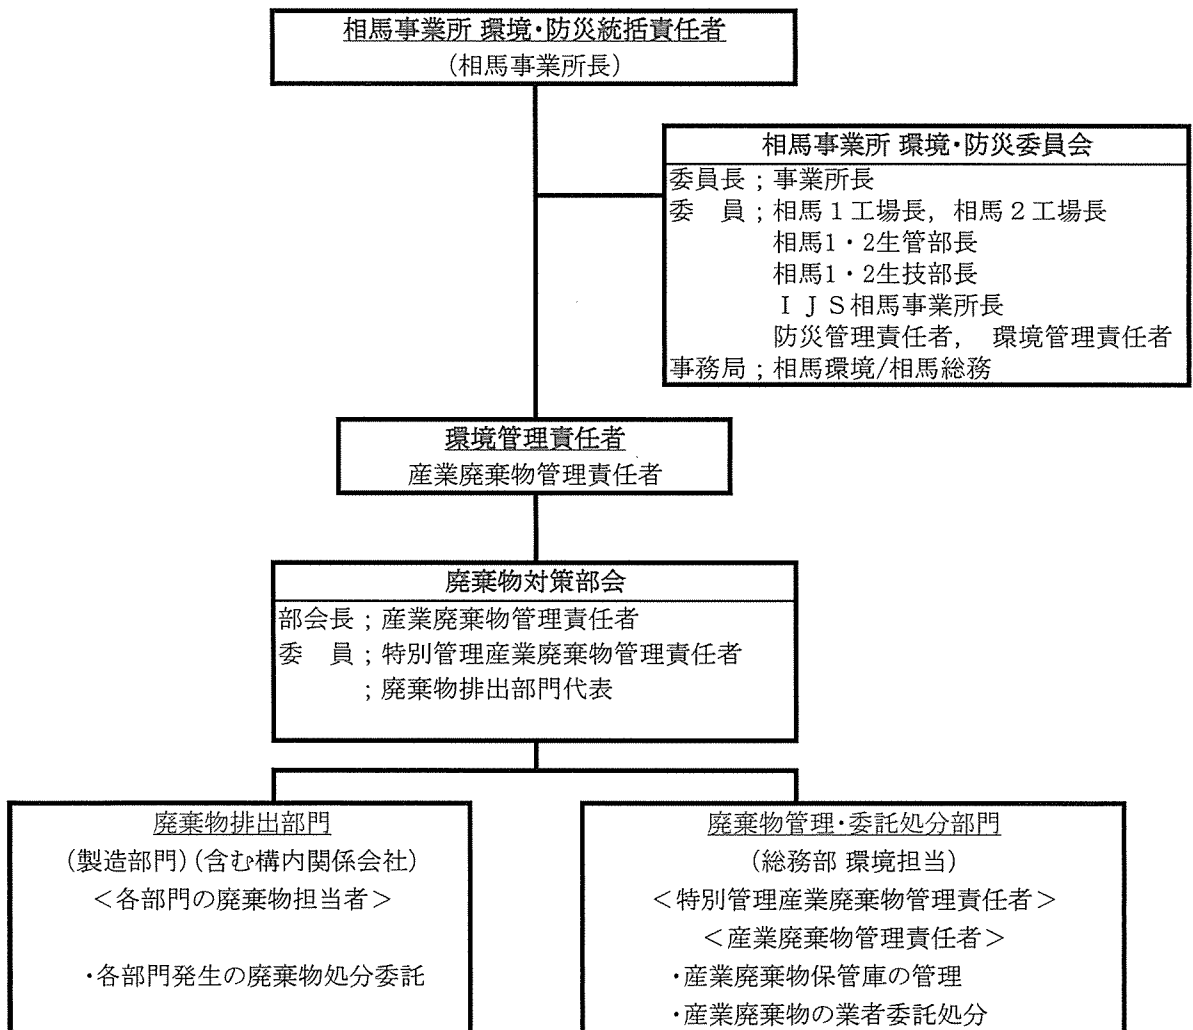 相馬事業所 環境・防災統括責任者
(相馬事業所長)
相馬事業所 環境・防災委員会
委員長；事業所長
委　員；相馬１工場長，相馬２工場長
相馬1・2生管部長
相馬1・2生技部長
ＩＪＳ相馬事業所長
防災管理責任者，　環境管理責任者
事務局；相馬環境/相馬総務
環境管理責任者
産業廃棄物管理責任者
廃棄物対策部会
部会長；産業廃棄物管理責任者
委　員；特別管理産業廃棄物管理責任者
；廃棄物排出部門代表
廃棄物排出部門
(製造部門)(含む構内関係会社)
＜各部門の廃棄物担当者＞
・各部門発生の廃棄物処分委託
廃棄物管理・委託処分部門
(総務部 環境担当)
＜特別管理産業廃棄物管理責任者＞
＜産業廃棄物管理責任者＞
・産業廃棄物保管庫の管理
・産業廃棄物の業者委託処分